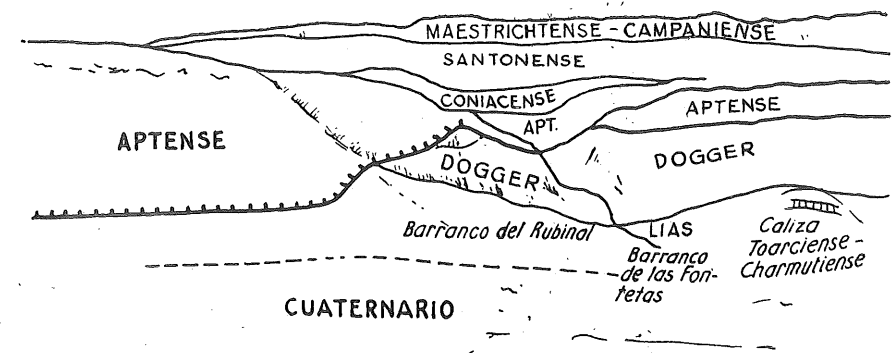 MAESTRICHTENSE - CAMPANIENSE
SANTONENSE
CONIACENSE
APTENSE
APT.
APTENSE
DOGGER
DOGGER
Barranco del Rubinal
LIAS
Barranco
de las Fon-
tetas
Caliza
Toarciense -
Charmutiense
CUATERNARIO